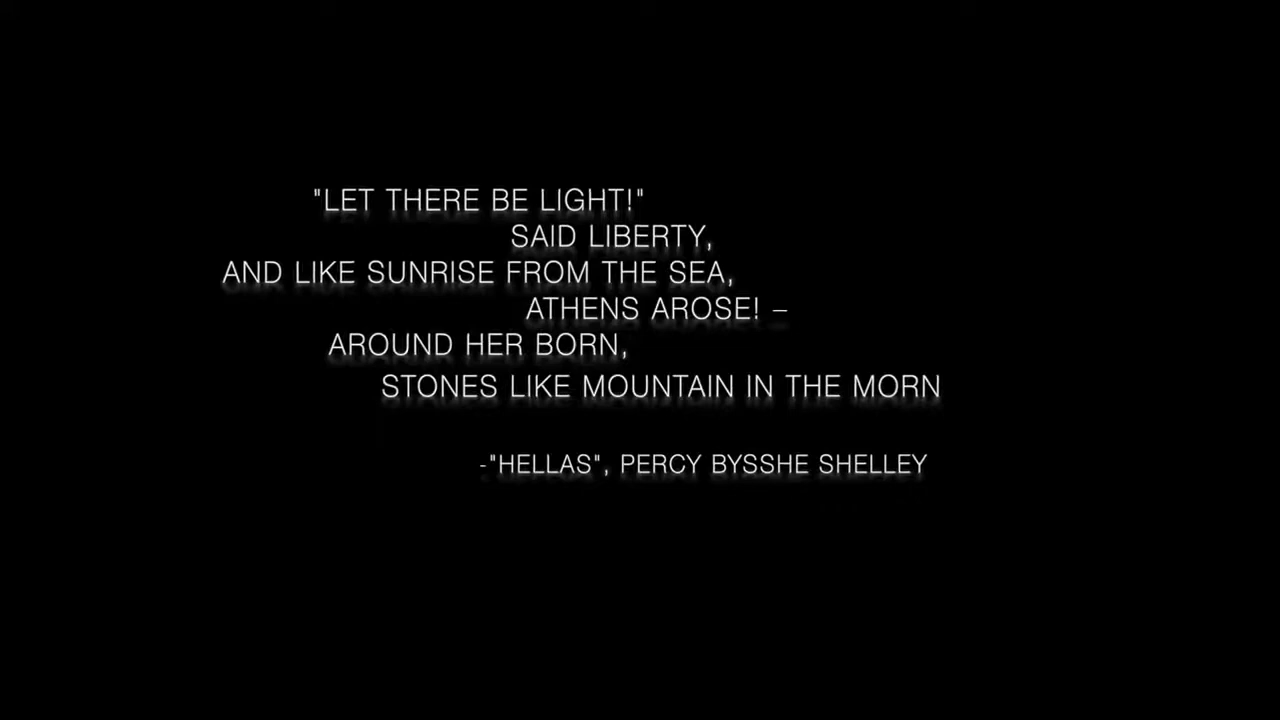 "LET THERE BE LIGHT!"
SAID LIBERTY,
AND LIKE SUNRISE FROM THE SEA,
ATHENS AROSE! –
AROUND HER BORN,
STONES LIKE MOUNTAIN IN THE MORN
-"HELLAS", PERCY BYSSHE SHELLEY